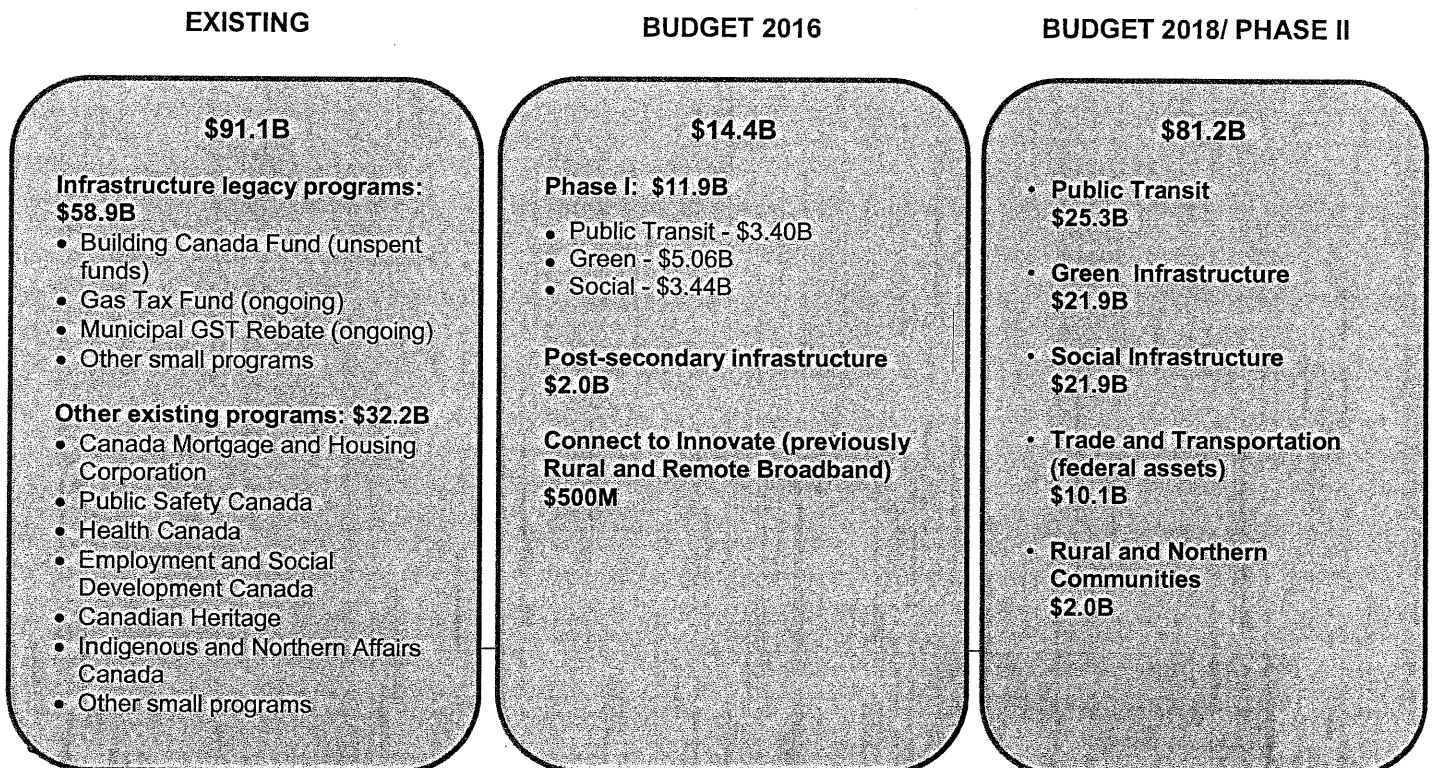 EXISTING
$91.1B
Infrastructure legacy programs:
$58.9B
• Building Canada Fund (unspent
funds)
• Gas Tax Fund (ongoing)
• Municipal GST Rebate (ongoing)
• Other small programs
Other existing programs: $32.2B
• Canada Mortgage and Housing
Corporation
• Public Safety Canada
• Health Canada
• Employment and Social
Development Canada
• Canadian Heritage
• Indigenous and Northern Affairs
Canada
• Other small programs
BUDGET 2016
$14.4B
Phase I: $11.9B
• Public Transit - $3.40B
• Green - $5.06B
• Social - $3.44B
Post-secondary infrastructure
$2.0B
Connect to Innovate (previously
Rural and Remote Broadband)
$500M
BUDGET 2018/ PHASE II
$81.2B
• Public Transit
$25.3B
• Green Infrastructure
$21.9B
• Social Infrastructure
$21.9B
• Trade and Transportation
(federal assets)
$10.1B
• Rural and Northern
Communities
$2.0B